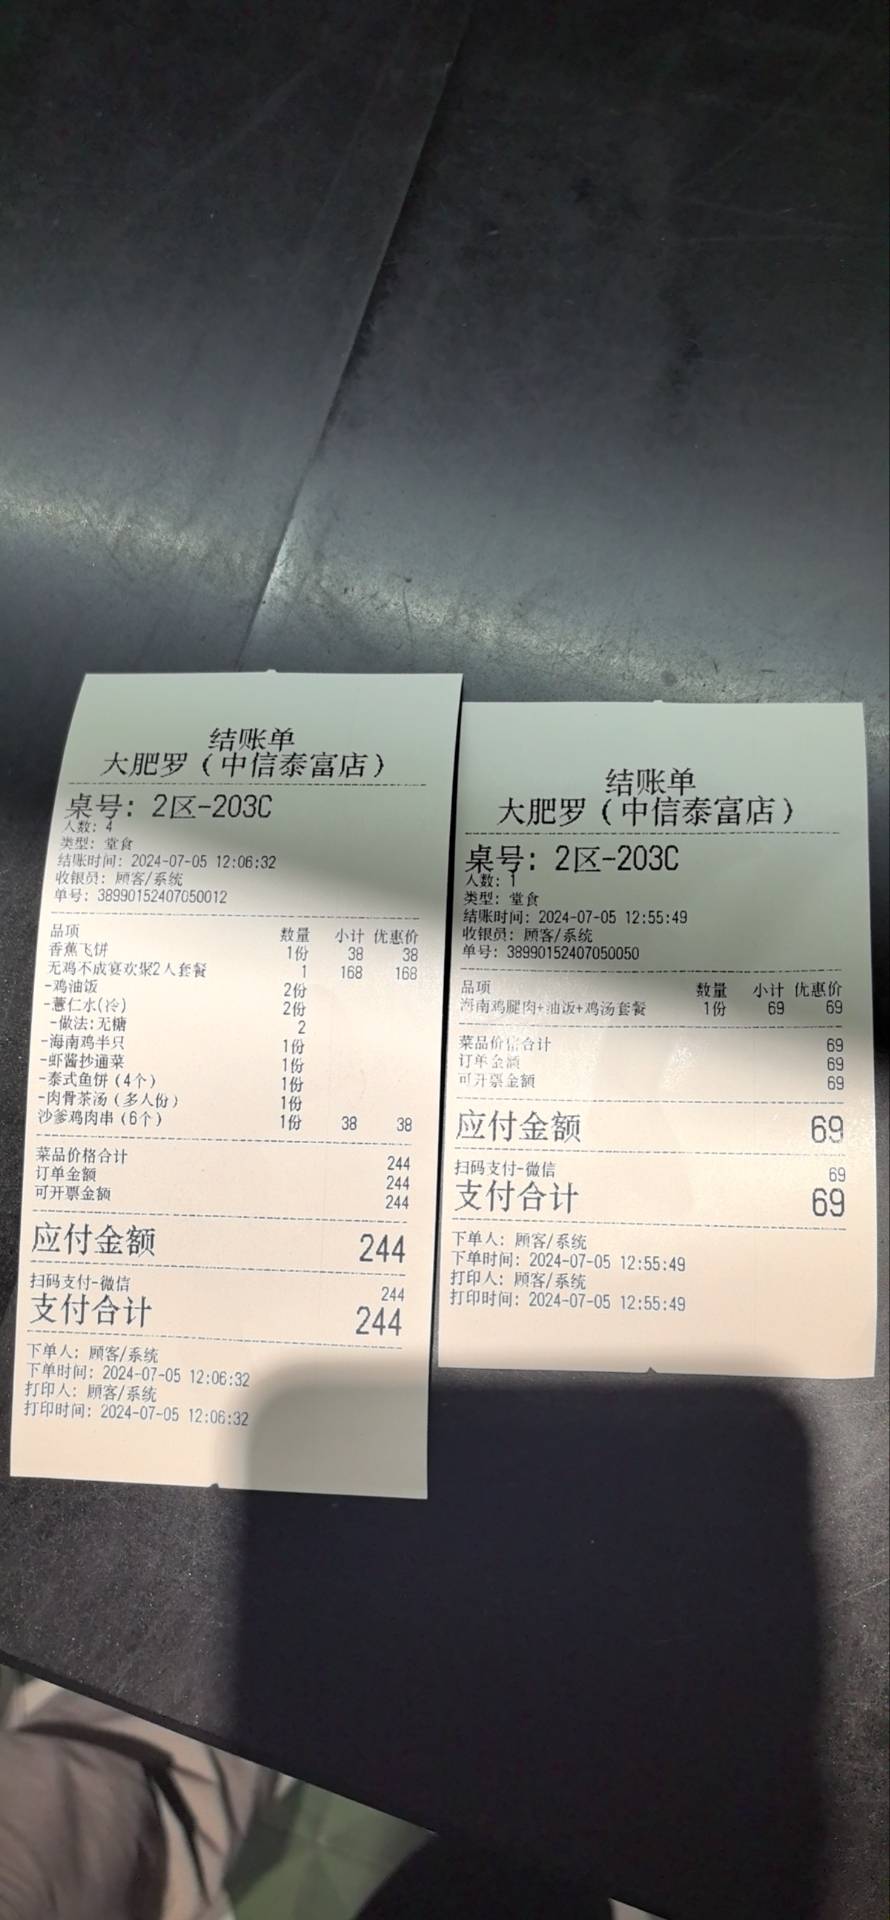 结账单
大肥罗（中信泰富店）
桌号: 2区-203C
人数: 4
类型: 堂食
结账时间: 2024-07-05 12:06:32
收银员: 顾客/系统
单号: 38990152407050012
品项 数量 小计 优惠价
香蕉飞饼 1份 38 38
无鸡不成宴欢聚2人套餐 1 168 168
-鸡油饭 2份
-薏仁水(冷) 2份
-做法:无糖 2
-海南鸡半只 1份
-虾酱抄通菜 1份
-泰式鱼饼(4个) 1份
-肉骨茶汤(多人份) 1份
沙爹鸡肉串(6个) 1份 38 38
菜品价格合计 244
订单金额 244
可开票金额 244
应付金额 244
扫码支付-微信 244
支付合计 244
下单人: 顾客/系统
下单时间: 2024-07-05 12:06:32
打印人: 顾客/系统
打印时间: 2024-07-05 12:06:32
结账单
大肥罗（中信泰富店）
桌号: 2区-203C
人数: 1
类型: 堂食
结账时间: 2024-07-05 12:55:49
收银员: 顾客/系统
单号: 38990152407050050
品项 数量 小计 优惠价
海南鸡腿肉+油饭+鸡汤套餐 1份 69 69
菜品价格合计 69
订单金额 69
可开票金额 69
应付金额 69
扫码支付-微信 69
支付合计 69
下单人: 顾客/系统
下单时间: 2024-07-05 12:55:49
打印人: 顾客/系统
打印时间: 2024-07-05 12:55:49